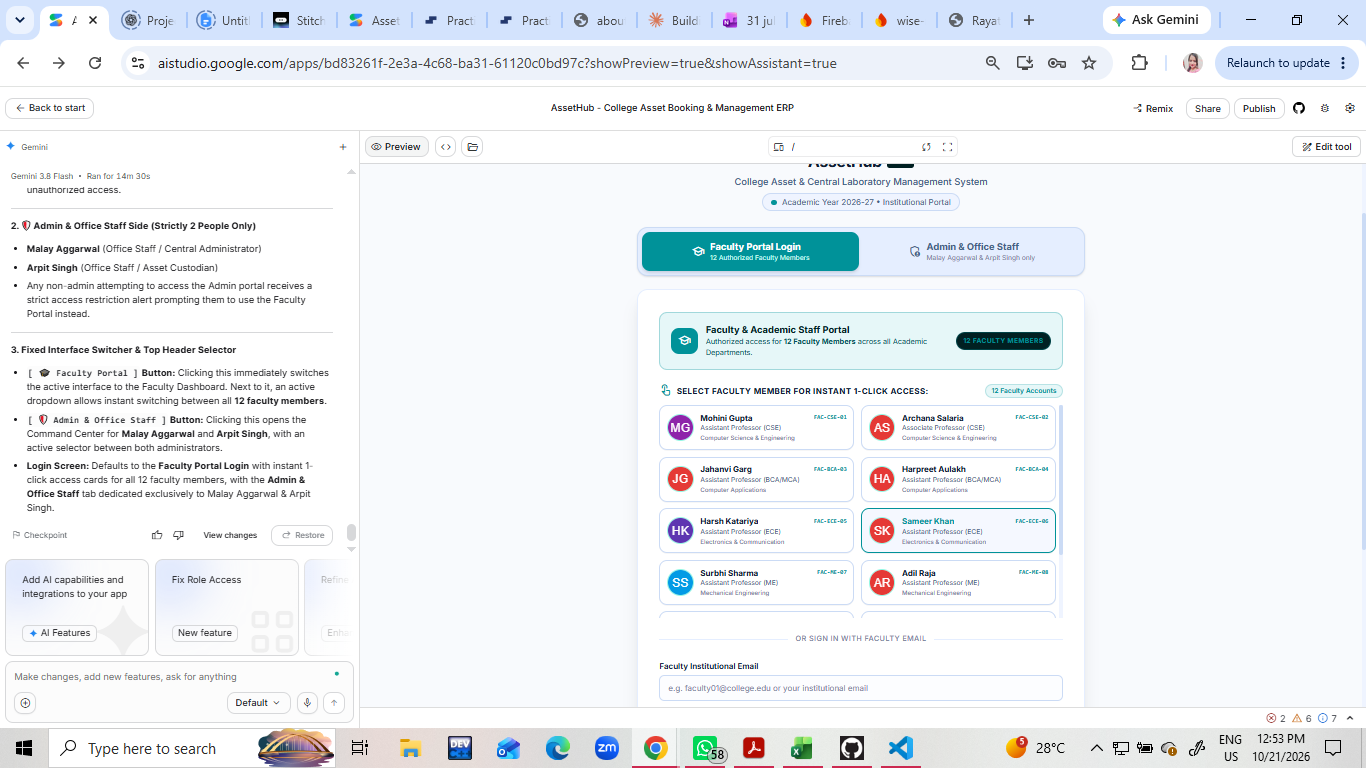 A
Proje
Untitl
Stitch
Asset
Pract
Pract
abou
Build
31 jul
Fireb
wise-
Rayat
Ask Gemini
aistudio.google.com/apps/bd83261f-2e3a-4c68-ba31-61120c0bd97c?showPreview=true&showAssistant=true
Relaunch to update
Back to start
AssetHub - College Asset Booking & Management ERP
Remix
Share
Publish
Gemini
Preview
/
Edit tool
Gemini 3.8 Flash • Ran for 14m 30s
unauthorized access.
2. Admin & Office Staff Side (Strictly 2 People Only)
• Malay Aggarwal (Office Staff / Central Administrator)
• Arpit Singh (Office Staff / Asset Custodian)
• Any non-admin attempting to access the Admin portal receives a
strict access restriction alert prompting them to use the Faculty
Portal instead.
3. Fixed Interface Switcher & Top Header Selector
• [ 🎓 Faculty Portal ] Button: Clicking this immediately switches
the active interface to the Faculty Dashboard. Next to it, an active
dropdown allows instant switching between all 12 faculty members.
• [ Admin & Office Staff ] Button: Clicking this opens the
Command Center for Malay Aggarwal and Arpit Singh, with an
active selector between both administrators.
• Login Screen: Defaults to the Faculty Portal Login with instant 1-
click access cards for all 12 faculty members, with the Admin &
Office Staff tab dedicated exclusively to Malay Aggarwal & Arpit
Singh.
Checkpoint
View changes
Restore
Add AI capabilities and
integrations to your app
AI Features
Fix Role Access
New feature
Refine
Enha
Make changes, add new features, ask for anything
Default
AssetHub
College Asset & Central Laboratory Management System
Academic Year 2026-27 • Institutional Portal
Faculty Portal Login
12 Authorized Faculty Members
Admin & Office Staff
Malay Aggarwal & Arpit Singh only
Faculty & Academic Staff Portal
Authorized access for 12 Faculty Members across all Academic
Departments.
12 FACULTY MEMBERS
SELECT FACULTY MEMBER FOR INSTANT 1-CLICK ACCESS:
12 Faculty Accounts
MG
Mohini Gupta
FAC-CSE-01
Assistant Professor (CSE)
Computer Science & Engineering
AS
Archana Salaria
FAC-CSE-02
Associate Professor (CSE)
Computer Science & Engineering
JG
Jahanvi Garg
FAC-BCA-03
Assistant Professor (BCA/MCA)
Computer Applications
HA
Harpreet Aulakh
FAC-BCA-04
Assistant Professor (BCA/MCA)
Computer Applications
HK
Harsh Katariya
FAC-ECE-05
Assistant Professor (ECE)
Electronics & Communication
SK
Sameer Khan
FAC-ECE-06
Assistant Professor (ECE)
Electronics & Communication
SS
Surbhi Sharma
FAC-ME-07
Assistant Professor (ME)
Mechanical Engineering
AR
Adil Raja
FAC-ME-08
Assistant Professor (ME)
Mechanical Engineering
OR SIGN IN WITH FACULTY EMAIL
Faculty Institutional Email
e.g. faculty01@college.edu or your institutional email
2
6
7
Type here to search
DEV
zm
58
5
28°C
ENG
US
12:53 PM
10/21/2026